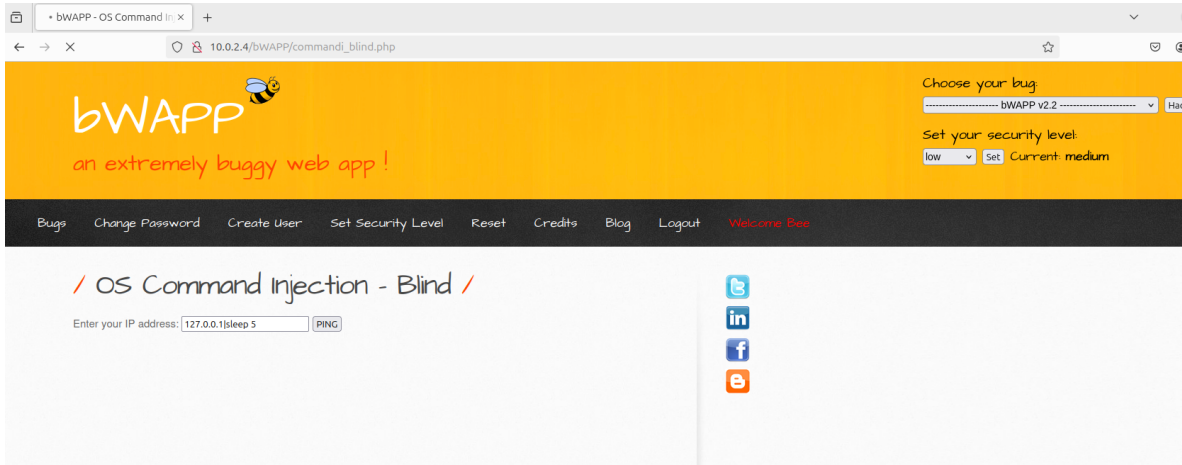 bWAPP - OS Command In
10.0.2.4/bWAPP/commandi_blind.php
bWAPP
an extremely buggy web app !
Choose your bug:
---------------------- bWAPP v2.2 ----------------------- Hac
Set your security level:
low Set Current: medium
Bugs Change Password Create User Set Security Level Reset Credits Blog Logout Welcome Bee
/ OS Command Injection - Blind /
Enter your IP address: 127.0.0.1|sleep 5 PING